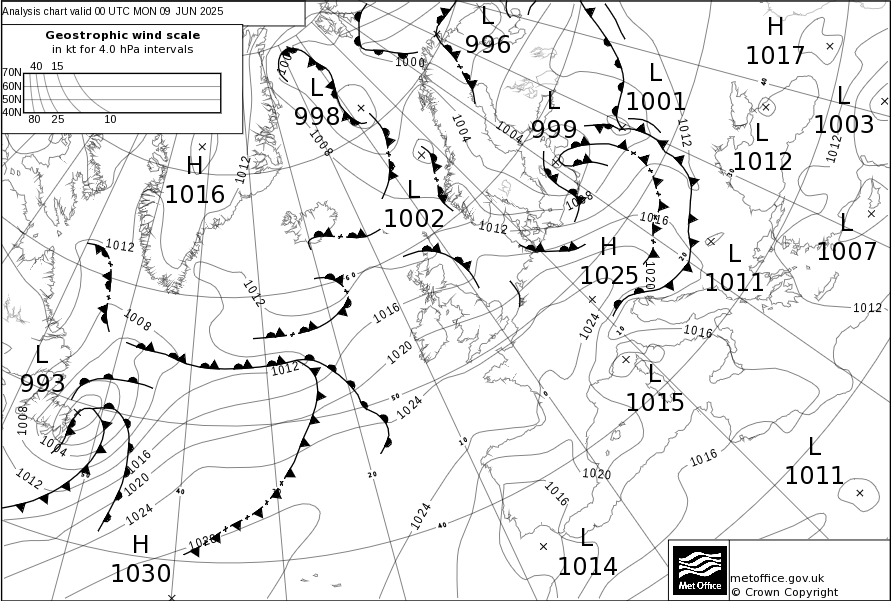 Analysis chart valid 00 UTC MON 09 JUN 2025
Geostrophic wind scale
in kt for 4.0 hPa intervals
40 15
70N
60N
50N
40N
80 25 10
L
996
H
1017
1000
1000
L
998
L
1001
L
999
L
1003
L
1012
1008
1004
1004
1012
1012
1012
H
1016
L
1002
1008
1016
1012
L
1007
H
1025
L
1011
1020
1012
1012
1008
1016
1024
1016
1012
1020
1012
L
993
L
1015
1024
1008
1004
1012
1016
1020
1024
1016
L
1011
1020
1016
1024
1028
H
1030
L
1014
40
30
20
10
60
50
0
10
20
40
40
50
Met Office
metoffice.gov.uk
© Crown Copyright